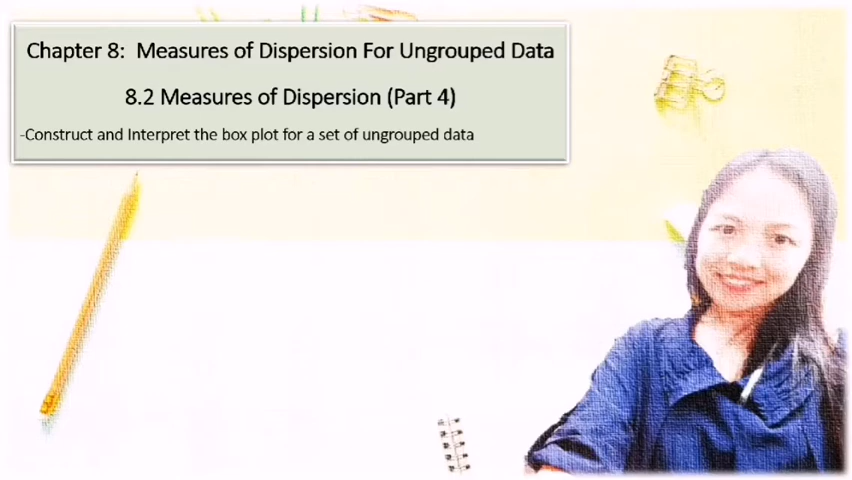 Chapter 8:  Measures of Dispersion For Ungrouped Data
8.2 Measures of Dispersion (Part 4)
-Construct and Interpret the box plot for a set of ungrouped data